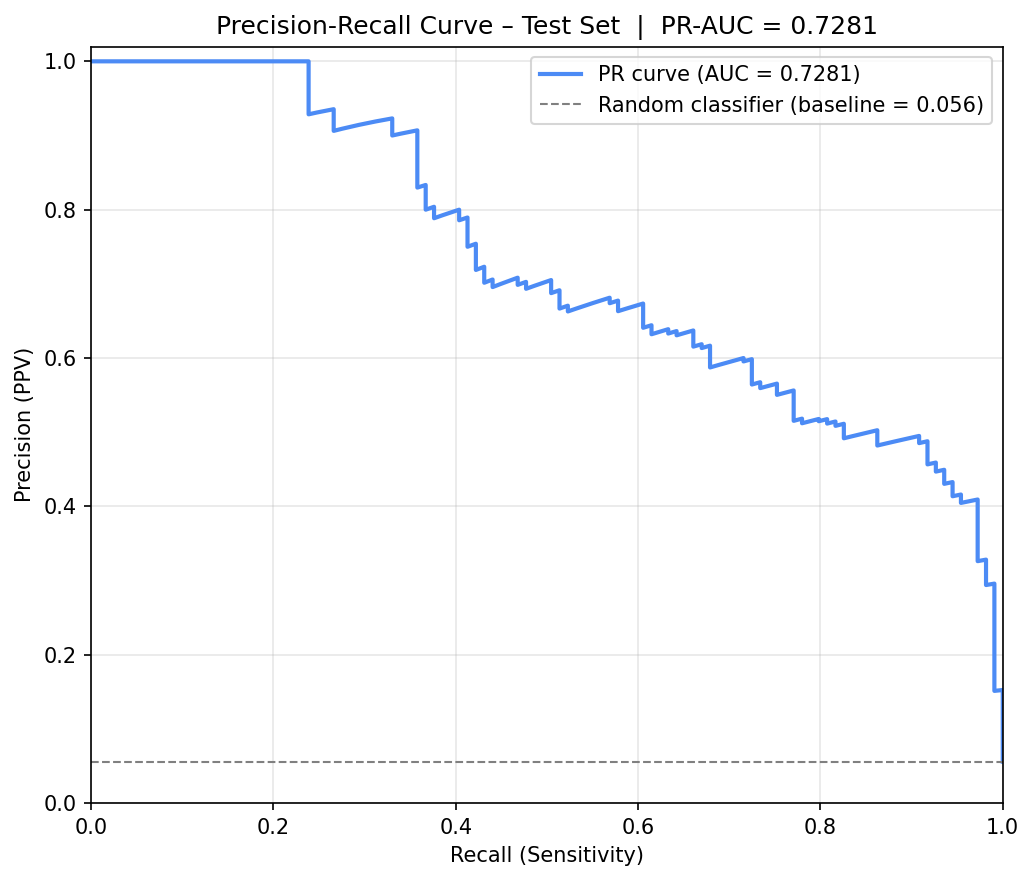 Precision-Recall Curve – Test Set | PR-AUC = 0.7281
PR curve (AUC = 0.7281)
Random classifier (baseline = 0.056)
Precision (PPV)
1.0
0.8
0.6
0.4
0.2
0.0
0.0 0.2 0.4 0.6 0.8 1.0
Recall (Sensitivity)